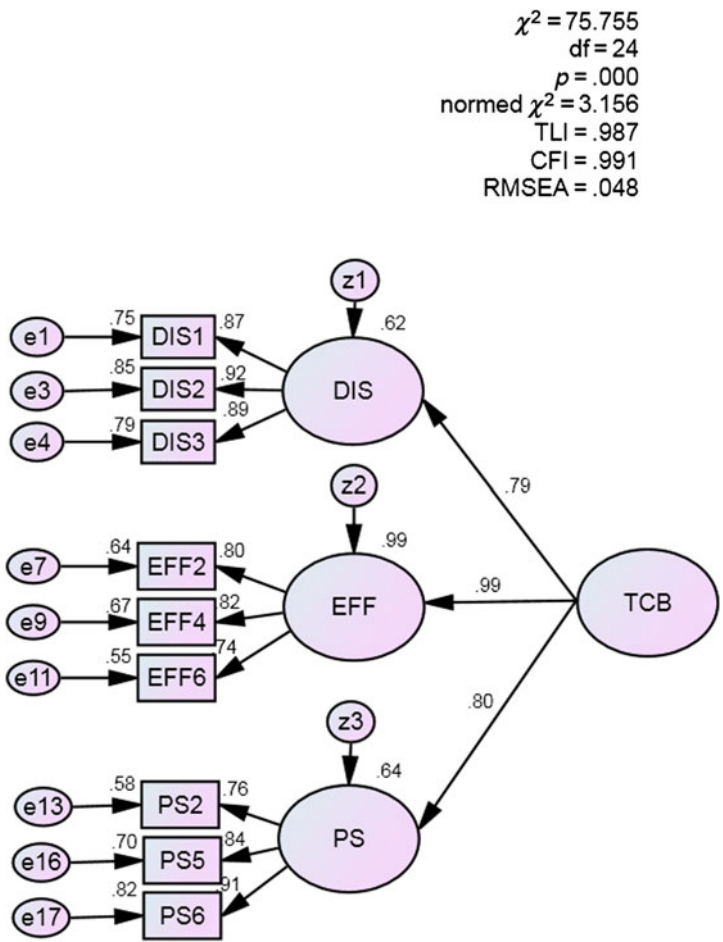 χ² = 75.755
df = 24
p = .000
normed χ² = 3.156
TLI = .987
CFI = .991
RMSEA = .048
z1
.62
e1 .75 DIS1 .87
e3 .85 DIS2 .92
DIS
e4 .79 DIS3 .89
.79
z2
.99
e7 .64 EFF2 .80
e9 .67 EFF4 .82
EFF
.99
TCB
e11 .55 EFF6 .74
.80
z3
.64
e13 .58 PS2 .76
e16 .70 PS5 .84
PS
e17 .82 PS6 .91